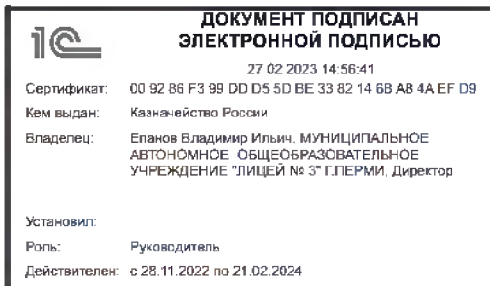 1С
ДОКУМЕНТ ПОДПИСАН
ЭЛЕКТРОННОЙ ПОДПИСЬЮ
27 02 2023 14:56:41
Сертификат: 00 92 86 F3 99 DD D5 5D BE 33 82 14 6B A8 4A EF D9
Кем выдан: Казначейство России
Владелец: Епанов Владимир Ильич, МУНИЦИПАЛЬНОЕ
АВТОНОМНОЕ ОБЩЕОБРАЗОВАТЕЛЬНОЕ
УЧРЕЖДЕНИЕ "ЛИЦЕЙ № 3" Г.ПЕРМИ, Директор
Установил:
Роль: Руководитель
Действителен: с 28.11.2022 по 21.02.2024